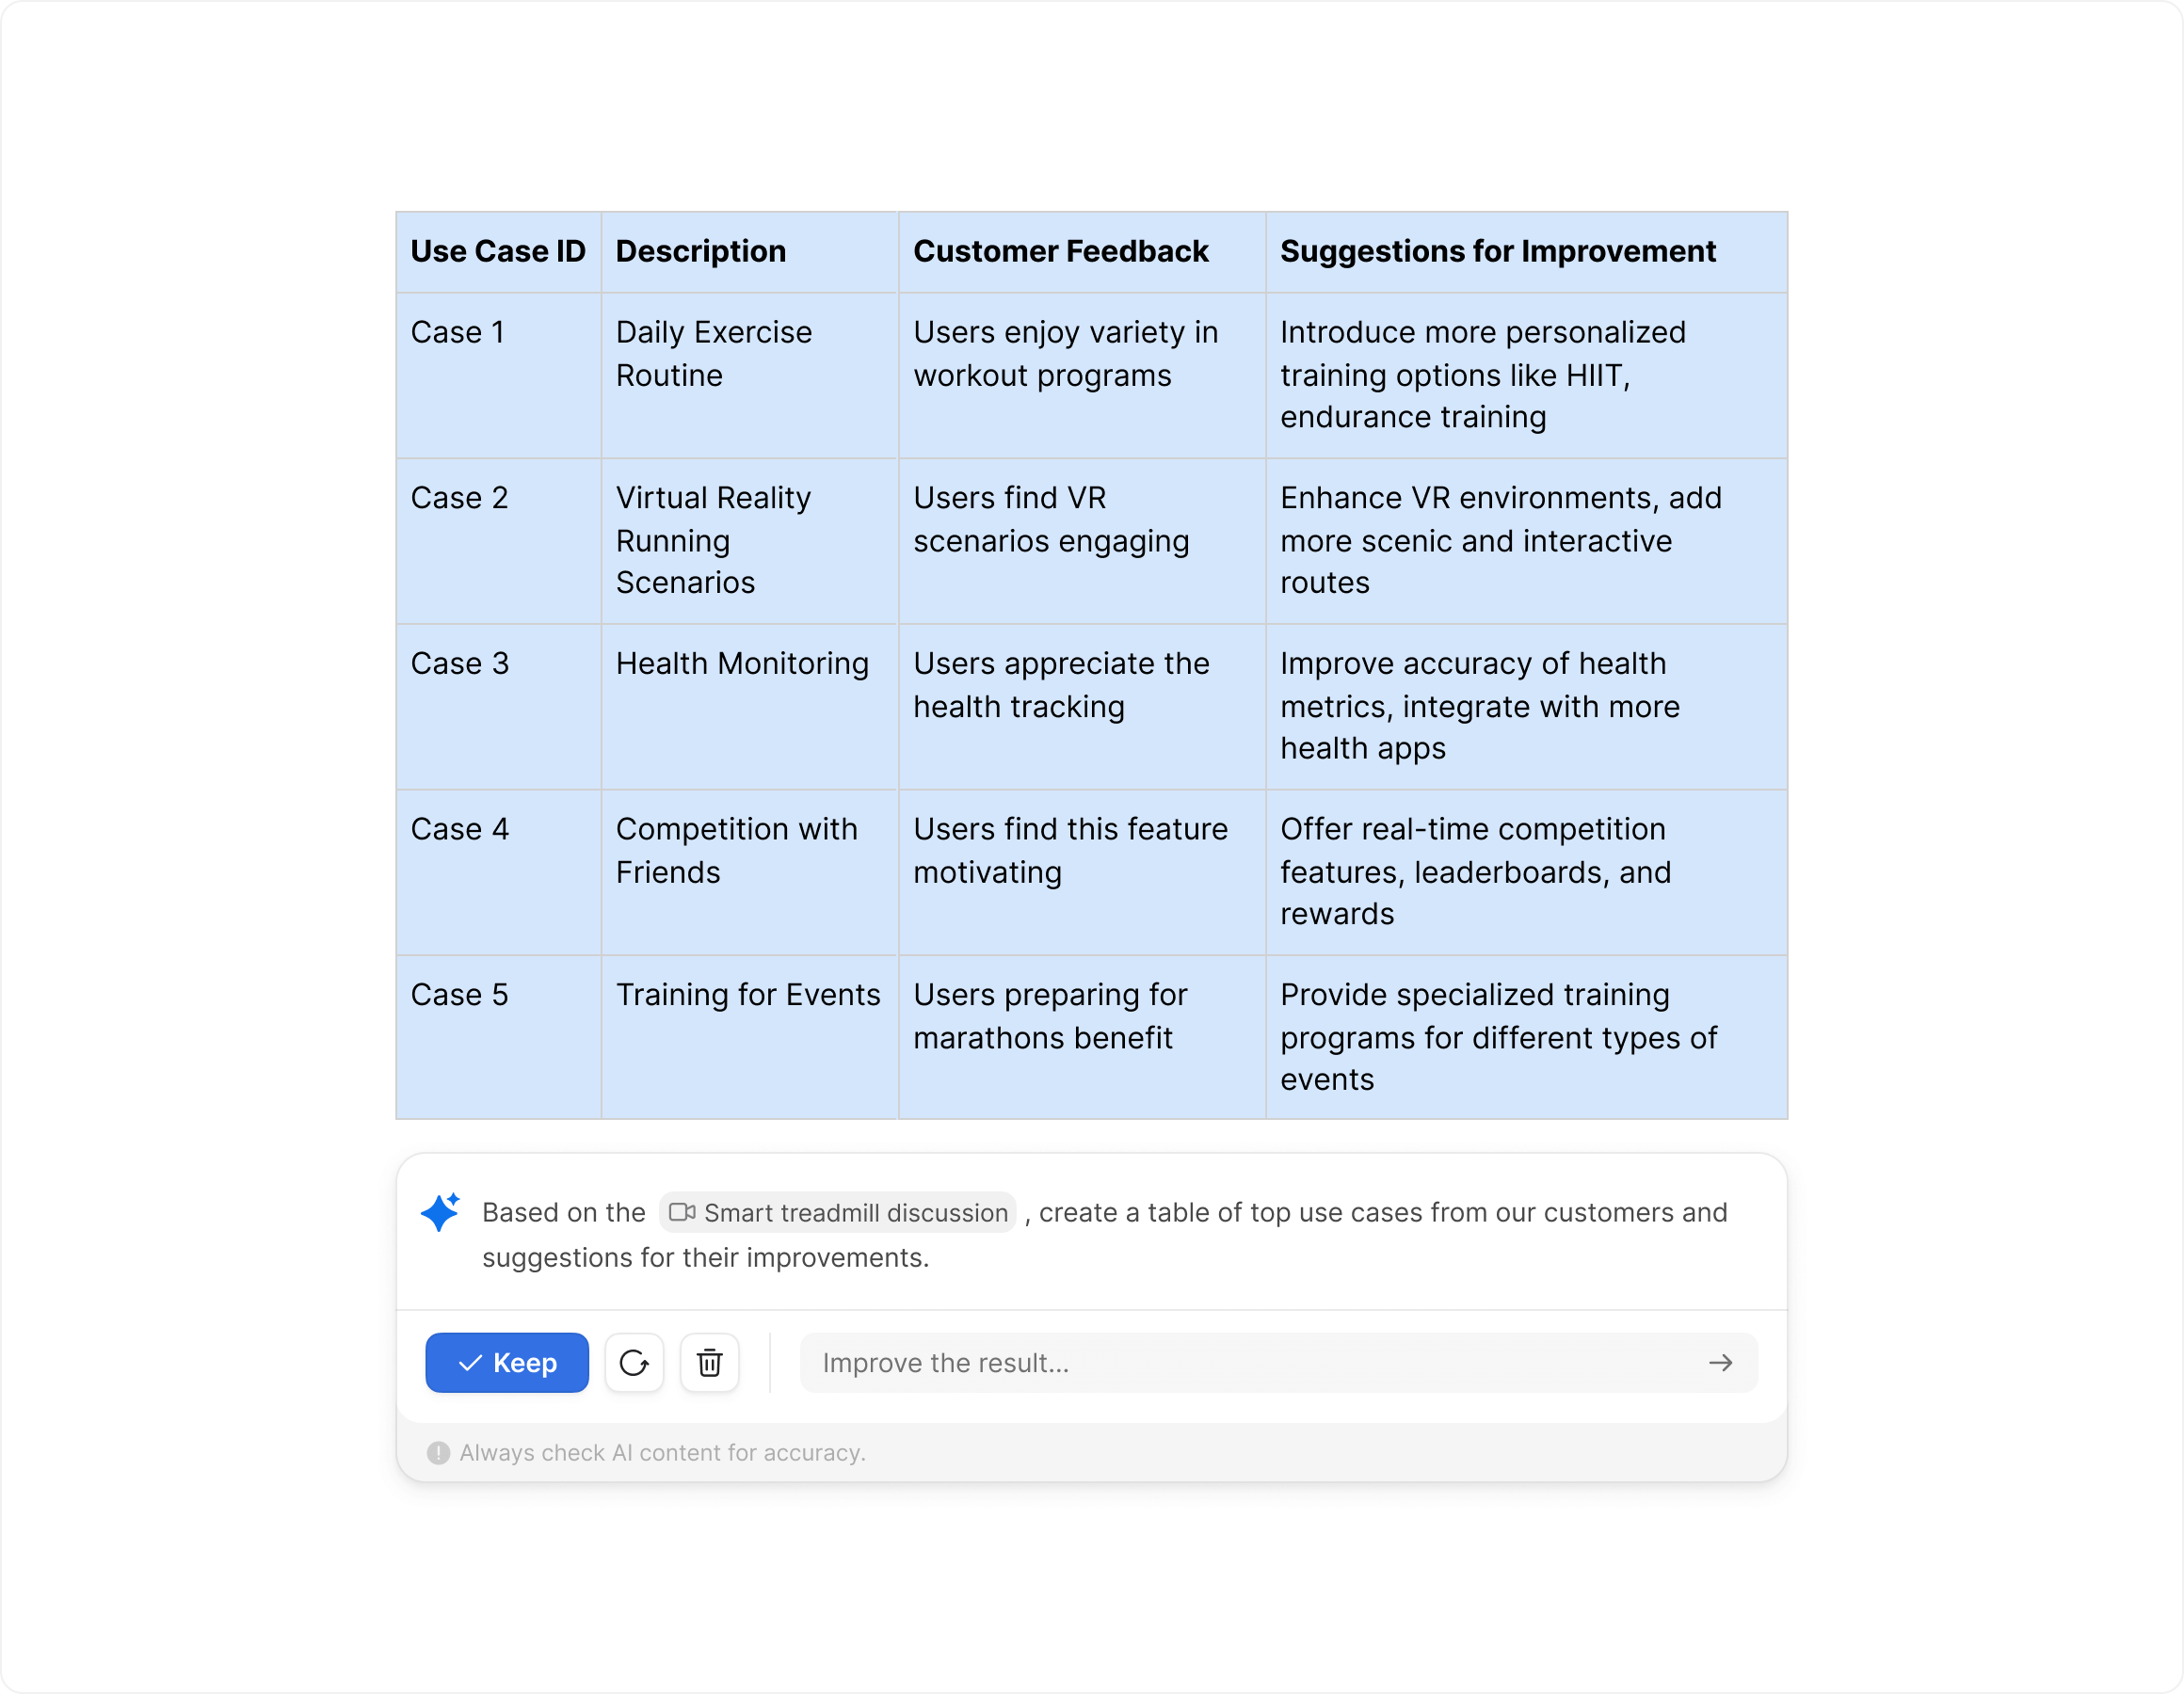 Use Case ID Description Customer Feedback Suggestions for Improvement
Case 1 Daily Exercise Users enjoy variety in Introduce more personalized
Routine workout programs training options like HIIT,
endurance training
Case 2 Virtual Reality Users find VR Enhance VR environments, add
Running scenarios engaging more scenic and interactive
Scenarios routes
Case 3 Health Monitoring Users appreciate the Improve accuracy of health
health tracking metrics, integrate with more
health apps
Case 4 Competition with Users find this feature Offer real-time competition
Friends motivating features, leaderboards, and
rewards
Case 5 Training for Events Users preparing for Provide specialized training
marathons benefit programs for different types of
events
Based on the Smart treadmill discussion , create a table of top use cases from our customers and
suggestions for their improvements.
Keep Improve the result...
Always check AI content for accuracy.